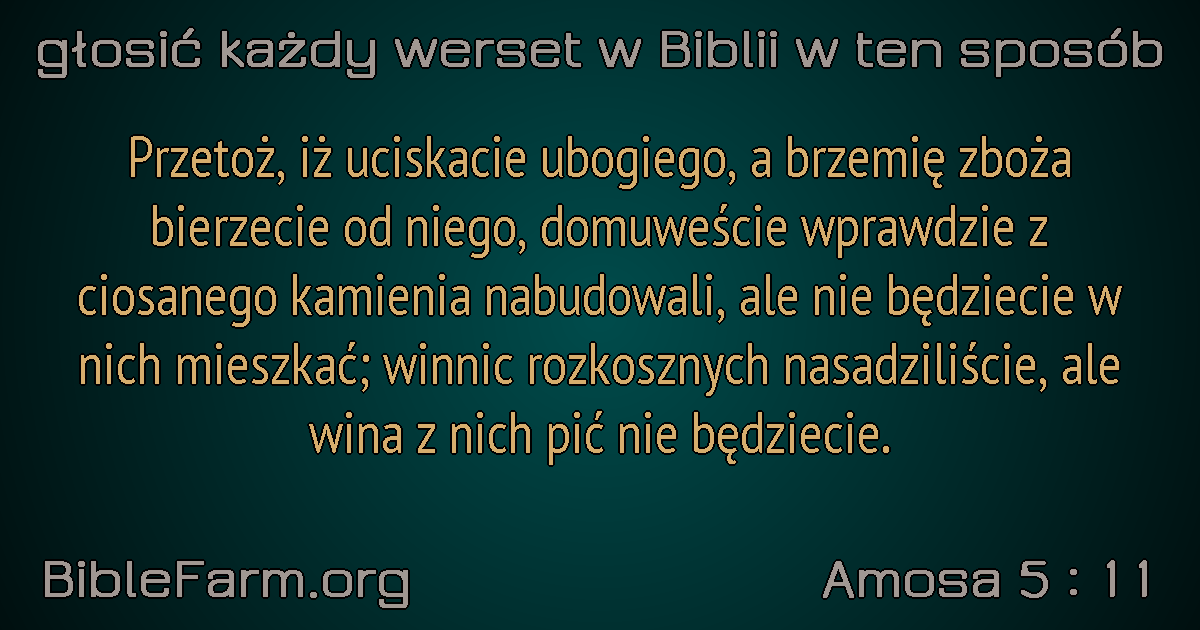 głosić każdy werset w Biblii w ten sposób
Przetoż, iż uciskacie ubogiego, a brzemię zboża
bierzecie od niego, domuweście wprawdzie z
ciosanego kamienia nabudowali, ale nie będziecie w
nich mieszkać; winnic rozkosznych nasadziliście, ale
wina z nich pić nie będziecie.
BibleFarm.org
Amosa 5 : 11